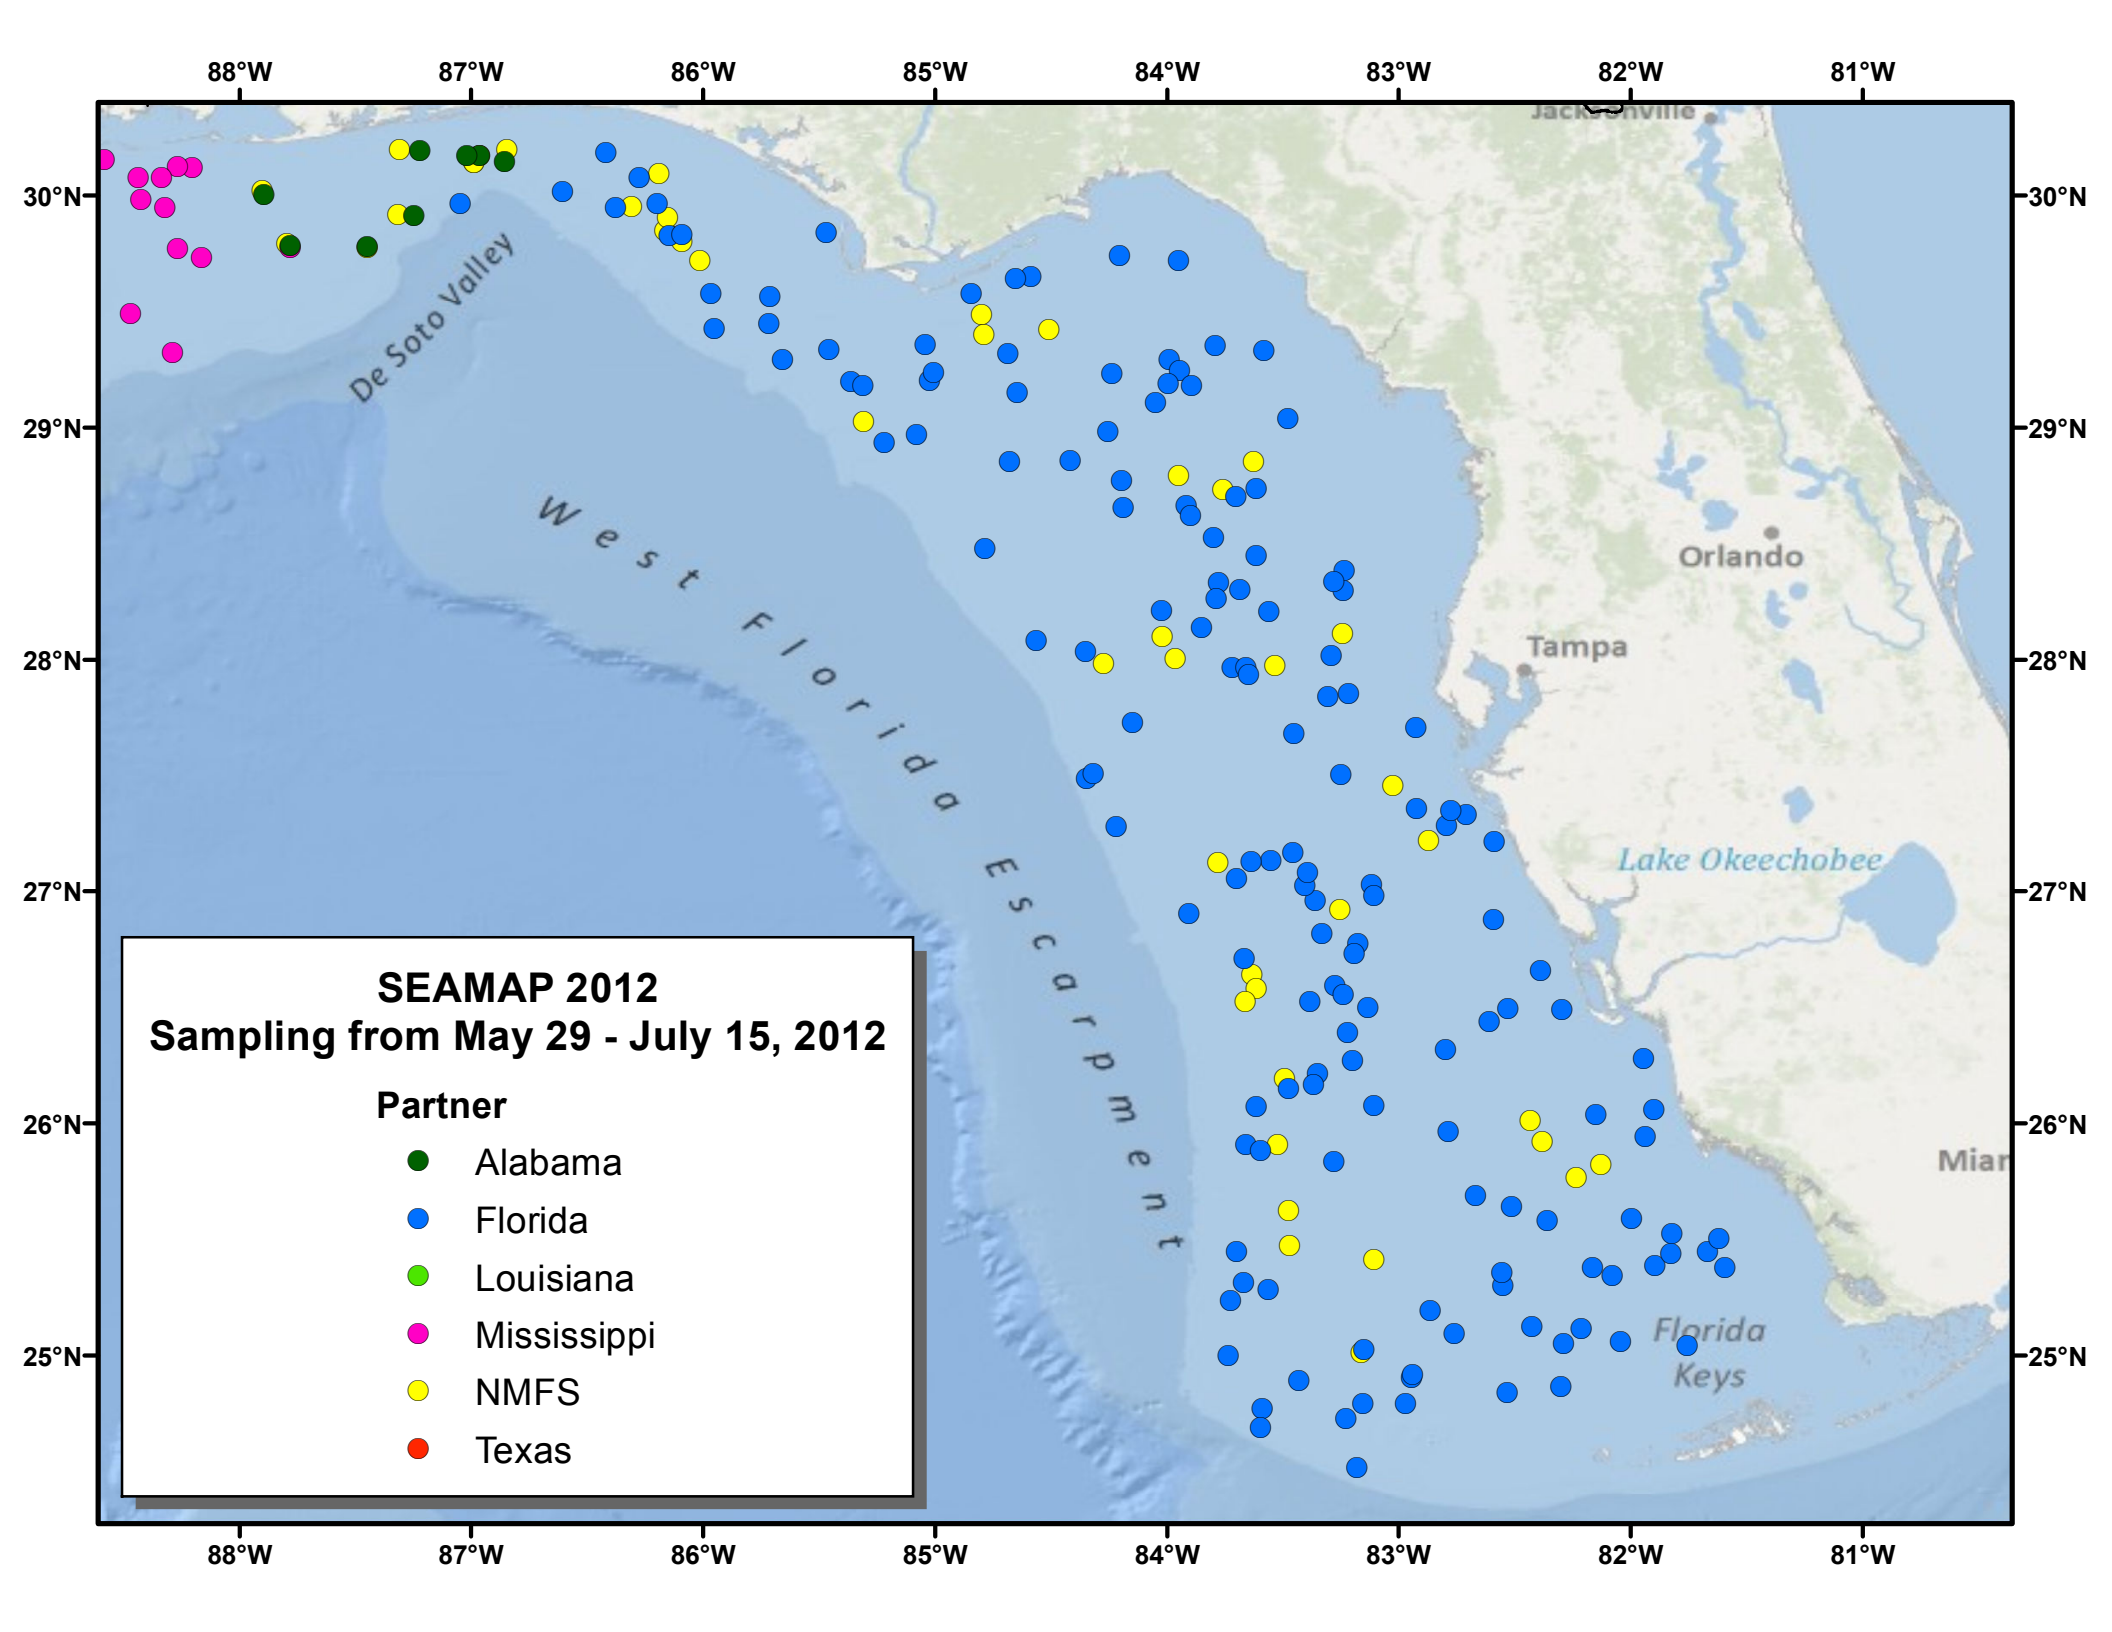 88°W 87°W 86°W 85°W 84°W 83°W 82°W 81°W
Jacksonville
30°N 30°N
De Soto Valley
29°N 29°N
West Florida Escarpment
Orlando
28°N 28°N
Tampa
Lake Okeechobee
27°N 27°N
SEAMAP 2012
Sampling from May 29 - July 15, 2012
Partner
26°N 26°N
Alabama
Miar
Florida
Louisiana
Mississippi
25°N 25°N
Florida
Keys
NMFS
Texas
88°W 87°W 86°W 85°W 84°W 83°W 82°W 81°W